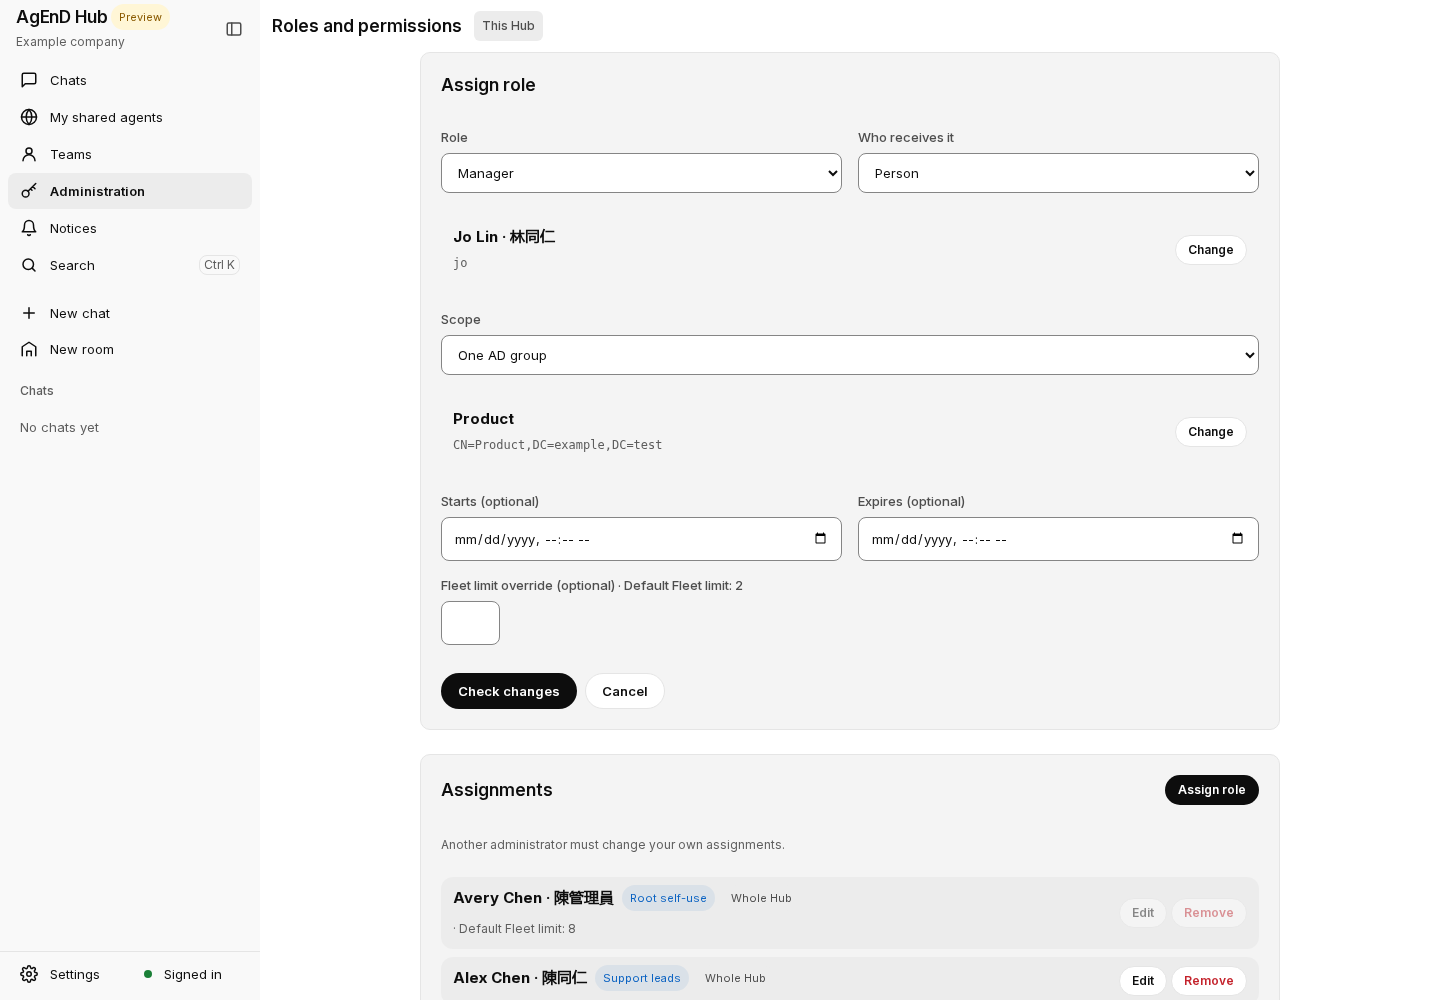 AgEnD Hub Preview
Example company
Chats
My shared agents
Teams
Administration
Notices
Search Ctrl K
New chat
New room
Chats
No chats yet
Settings Signed in
Roles and permissions This Hub
Assign role
Role Who receives it
Manager Person
Jo Lin · 林同仁 Change
jo
Scope
One AD group
Product Change
CN=Product,DC=example,DC=test
Starts (optional) Expires (optional)
mm/dd/yyyy, --:-- -- mm/dd/yyyy, --:-- --
Fleet limit override (optional) · Default Fleet limit: 2
Check changes Cancel
Assignments Assign role
Another administrator must change your own assignments.
Avery Chen · 陳管理員 Root self-use Whole Hub Edit Remove
· Default Fleet limit: 8
Alex Chen · 陳同仁 Support leads Whole Hub Edit Remove